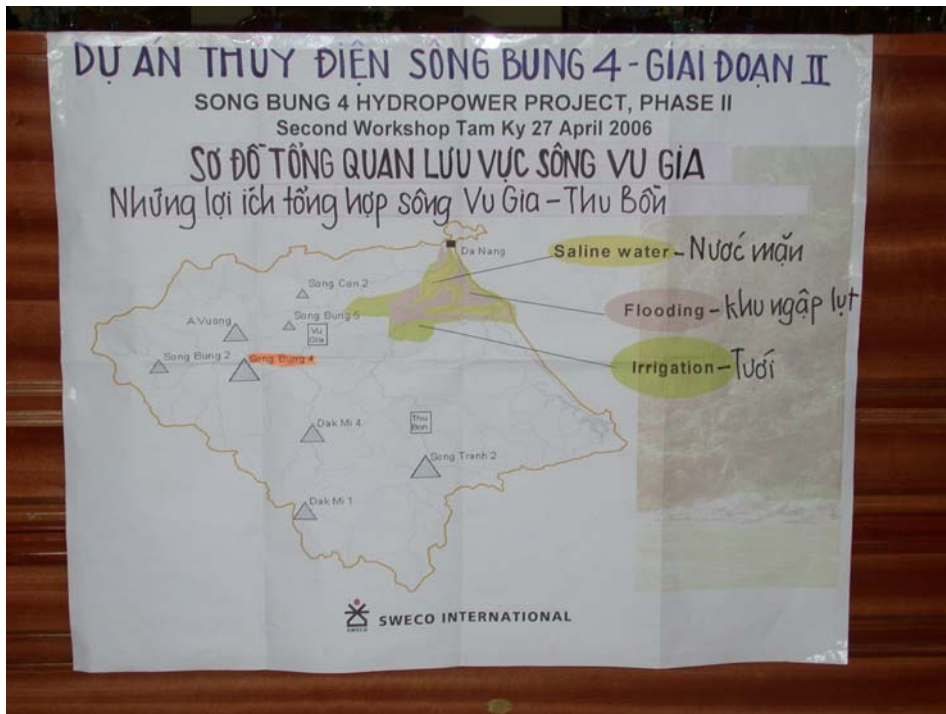 DỰ ÁN THỦY ĐIỆN SÔNG BUNG 4 - GIAI ĐOẠN II
SONG BUNG 4 HYDROPOWER PROJECT, PHASE II
Second Workshop Tam Ky 27 April 2006
SƠ ĐỒ TỔNG QUAN LƯU VỰC SÔNG VU GIA
Những lợi ích tổng hợp sông Vu Gia - Thu Bồn
Da Nang
Saline water - Nước mặn
Song Con 2
Flooding - khu ngập lụt
A Vuong
Song Bung 5
Vu Gia
Song Bung 2
Song Bung 4
Irrigation - Tưới
Dak Mi 4
Thu Bon
Song Tranh 2
Dak Mi 1
SWECO
SWECO INTERNATIONAL